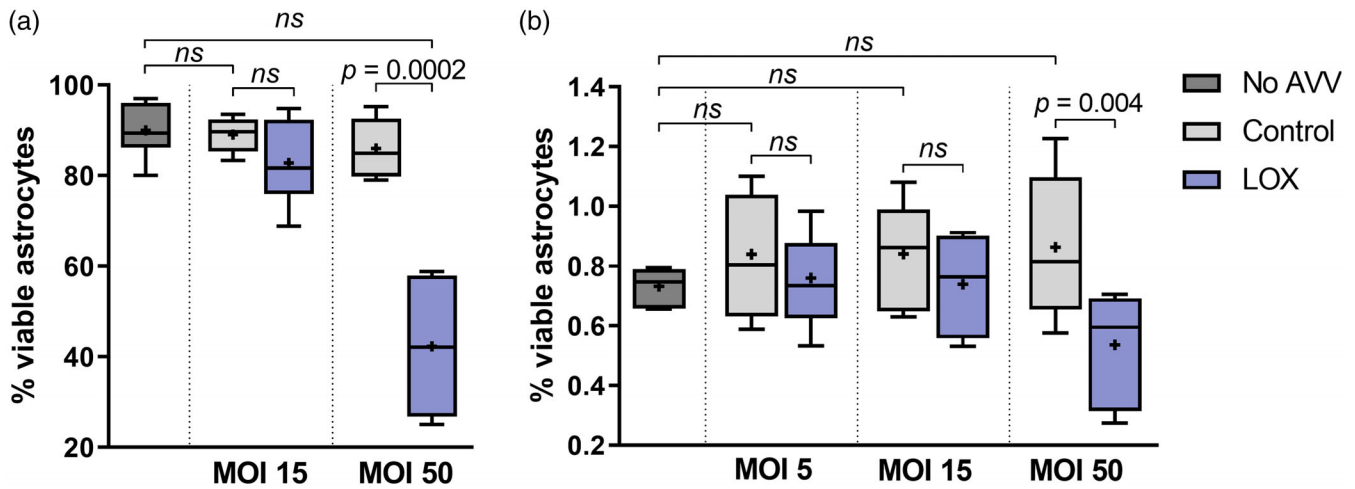 (a)
ns
ns
ns
p = 0.0002
% viable astrocytes
100
80
60
40
20
MOI 15
MOI 50
(b)
ns
ns
ns
ns
ns
p = 0.004
% viable astrocytes
1.4
1.2
1.0
0.8
0.6
0.4
0.2
MOI 5
MOI 15
MOI 50
No AVV
Control
LOX